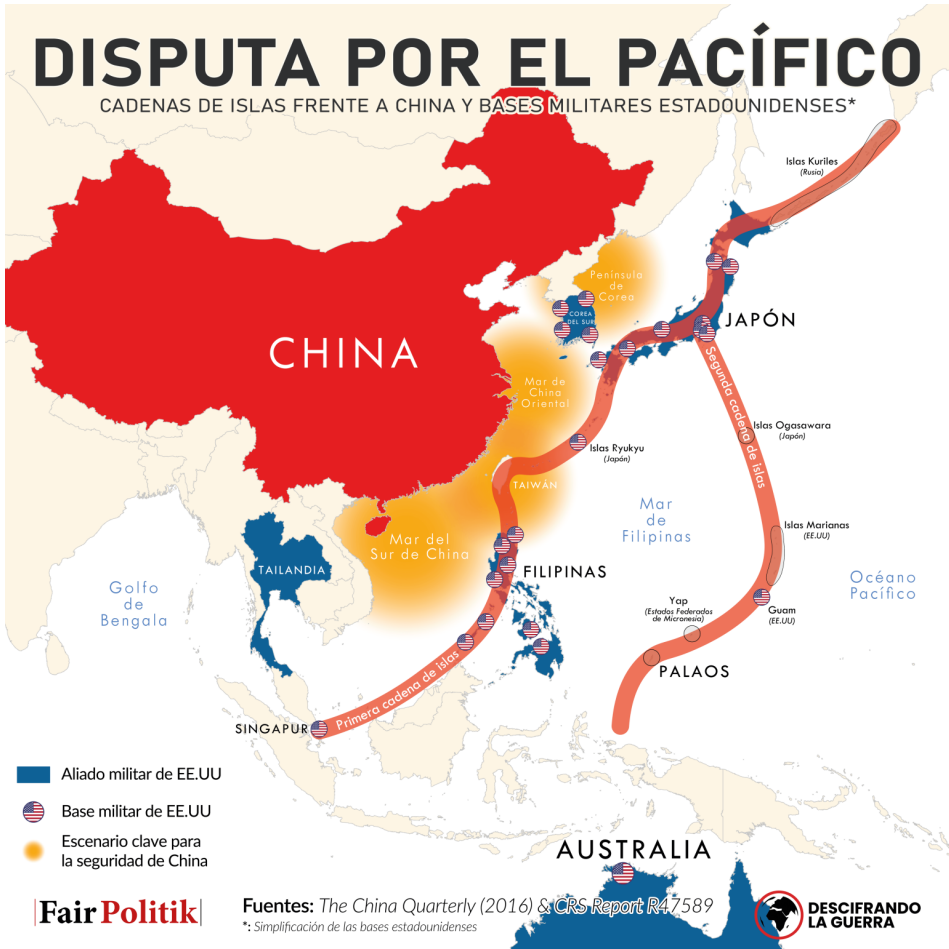 DISPUTA POR EL PACÍFICO
CADENAS DE ISLAS FRENTE A CHINA Y BASES MILITARES ESTADOUNIDENSES*
Islas Kuriles
(Rusia)
Península
de
Corea
COREA
DEL SUR
JAPÓN
CHINA
Segunda cadena de islas
Mar de
China
Oriental
Islas Ogasawara
(Japón)
Islas Ryukyu
(Japón)
TAIWÁN
Mar
de
Filipinas
Islas Marianas
(EE.UU)
Mar del
Sur de China
TAILANDIA
FILIPINAS
Golfo
de
Bengala
Océano
Pacífico
Yap
(Estados Federados
de Micronesia)
Guam
(EE.UU)
PALAOS
Primera cadena de islas
SINGAPUR
Aliado militar de EE.UU
Base militar de EE.UU
Escenario clave para
la seguridad de China
AUSTRALIA
FairPolitik
Fuentes: The China Quarterly (2016) & CRS Report R47589
*: Simplificación de las bases estadounidenses
DESCIFRANDO
LA GUERRA